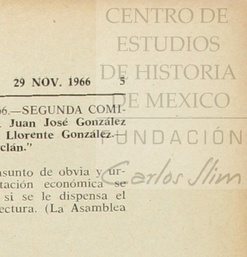 CENTRO DE
ESTUDIOS
DE HISTORIA
DE MEXICO
FUNDACIÓN
Carlos Slim
29 NOV. 1966 5
66.—SEGUNDA COMI-
Juan José González
Llorente González.—
clán."
asunto de obvia y ur-
tación económica se
si se le dispensa el
ectura. (La Asamblea